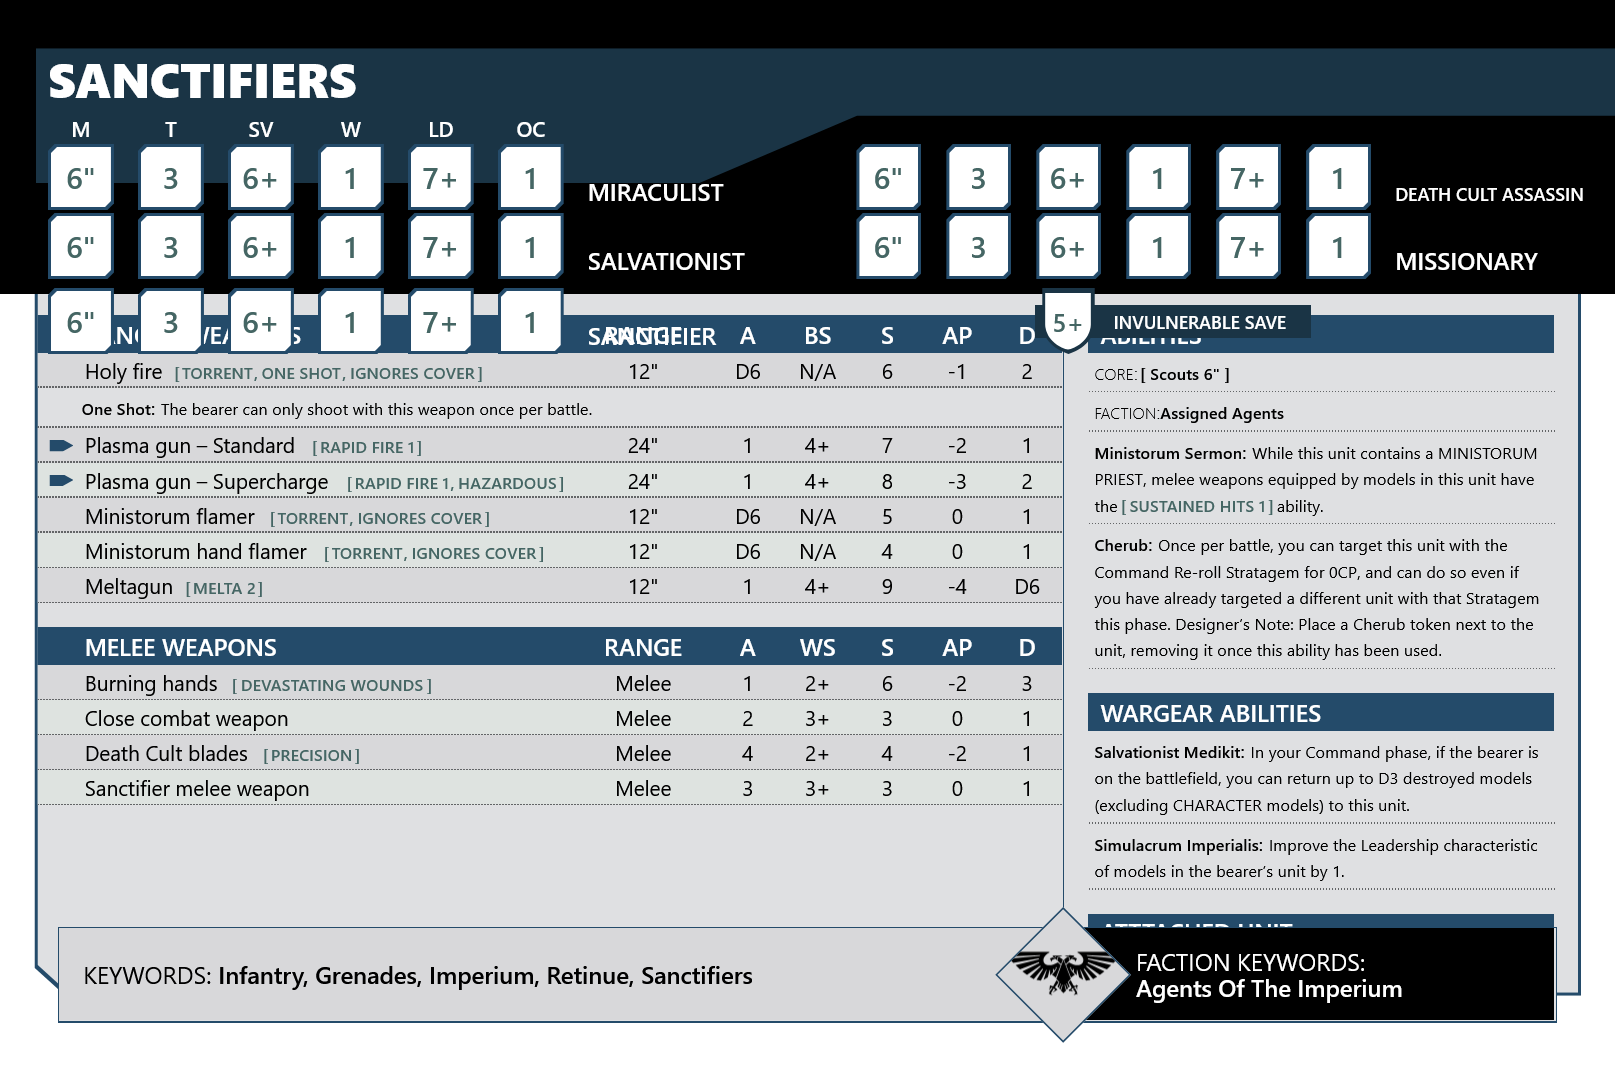 SANCTIFIERS
M T SV W LD OC
6" 3 6+ 1 7+ 1 MIRACULIST
6" 3 6+ 1 7+ 1 DEATH CULT ASSASSIN
6" 3 6+ 1 7+ 1 SALVATIONIST
6" 3 6+ 1 7+ 1 MISSIONARY
6" 3 6+ 1 7+ 1 SANCTIFIER
5+ INVULNERABLE SAVE
RANGE A BS S AP D
Holy fire [TORRENT, ONE SHOT, IGNORES COVER] 12" D6 N/A 6 -1 2
One Shot: The bearer can only shoot with this weapon once per battle.
Plasma gun – Standard [RAPID FIRE 1] 24" 1 4+ 7 -2 1
Plasma gun – Supercharge [RAPID FIRE 1, HAZARDOUS] 24" 1 4+ 8 -3 2
Ministorum flamer [TORRENT, IGNORES COVER] 12" D6 N/A 5 0 1
Ministorum hand flamer [TORRENT, IGNORES COVER] 12" D6 N/A 4 0 1
Meltagun [MELTA 2] 12" 1 4+ 9 -4 D6
MELEE WEAPONS RANGE A WS S AP D
Burning hands [DEVASTATING WOUNDS] Melee 1 2+ 6 -2 3
Close combat weapon Melee 2 3+ 3 0 1
Death Cult blades [PRECISION] Melee 4 2+ 4 -2 1
Sanctifier melee weapon Melee 3 3+ 3 0 1
ABILITIES
CORE: [ Scouts 6" ]
FACTION:Assigned Agents
Ministorum Sermon: While this unit contains a MINISTORUM
PRIEST, melee weapons equipped by models in this unit have
the [ SUSTAINED HITS 1 ] ability.
Cherub: Once per battle, you can target this unit with the
Command Re-roll Stratagem for 0CP, and can do so even if
you have already targeted a different unit with that Stratagem
this phase. Designer's Note: Place a Cherub token next to the
unit, removing it once this ability has been used.
WARGEAR ABILITIES
Salvationist Medikit: In your Command phase, if the bearer is
on the battlefield, you can return up to D3 destroyed models
(excluding CHARACTER models) to this unit.
Simulacrum Imperialis: Improve the Leadership characteristic
of models in the bearer's unit by 1.
ATTTACHED UNIT
KEYWORDS: Infantry, Grenades, Imperium, Retinue, Sanctifiers
FACTION KEYWORDS:
Agents Of The Imperium